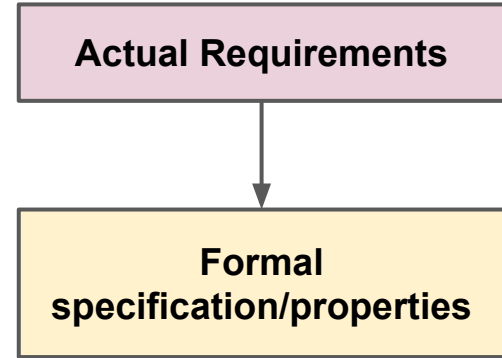 Actual Requirements
Formal
specification/properties